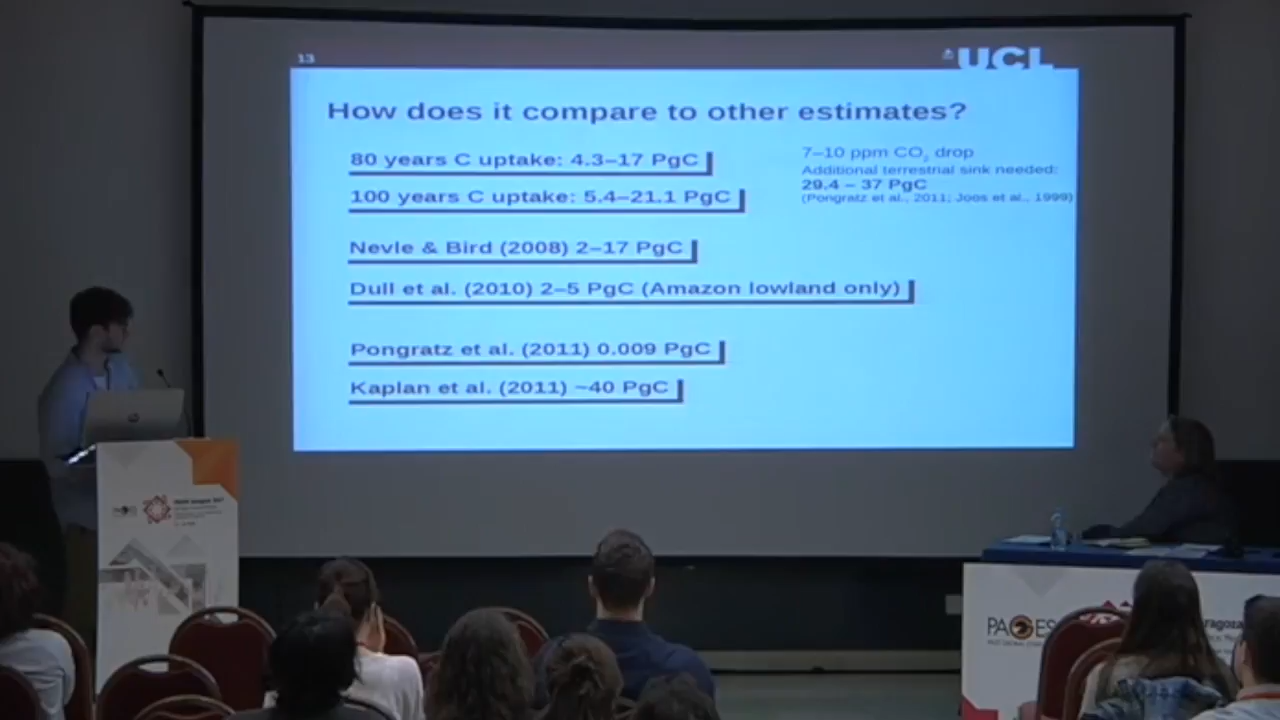 13
UCL
How does it compare to other estimates?
80 years C uptake: 4.3–17 PgC
100 years C uptake: 5.4–21.1 PgC
7–10 ppm CO₂ drop
Additional terrestrial sink needed:
29.4 – 37 PgC
(Pongratz et al., 2011; Joos et al., 1999)
Nevle & Bird (2008) 2–17 PgC
Dull et al. (2010) 2–5 PgC (Amazon lowland only)
Pongratz et al. (2011) 0.009 PgC
Kaplan et al. (2011) ~40 PgC
PAGES